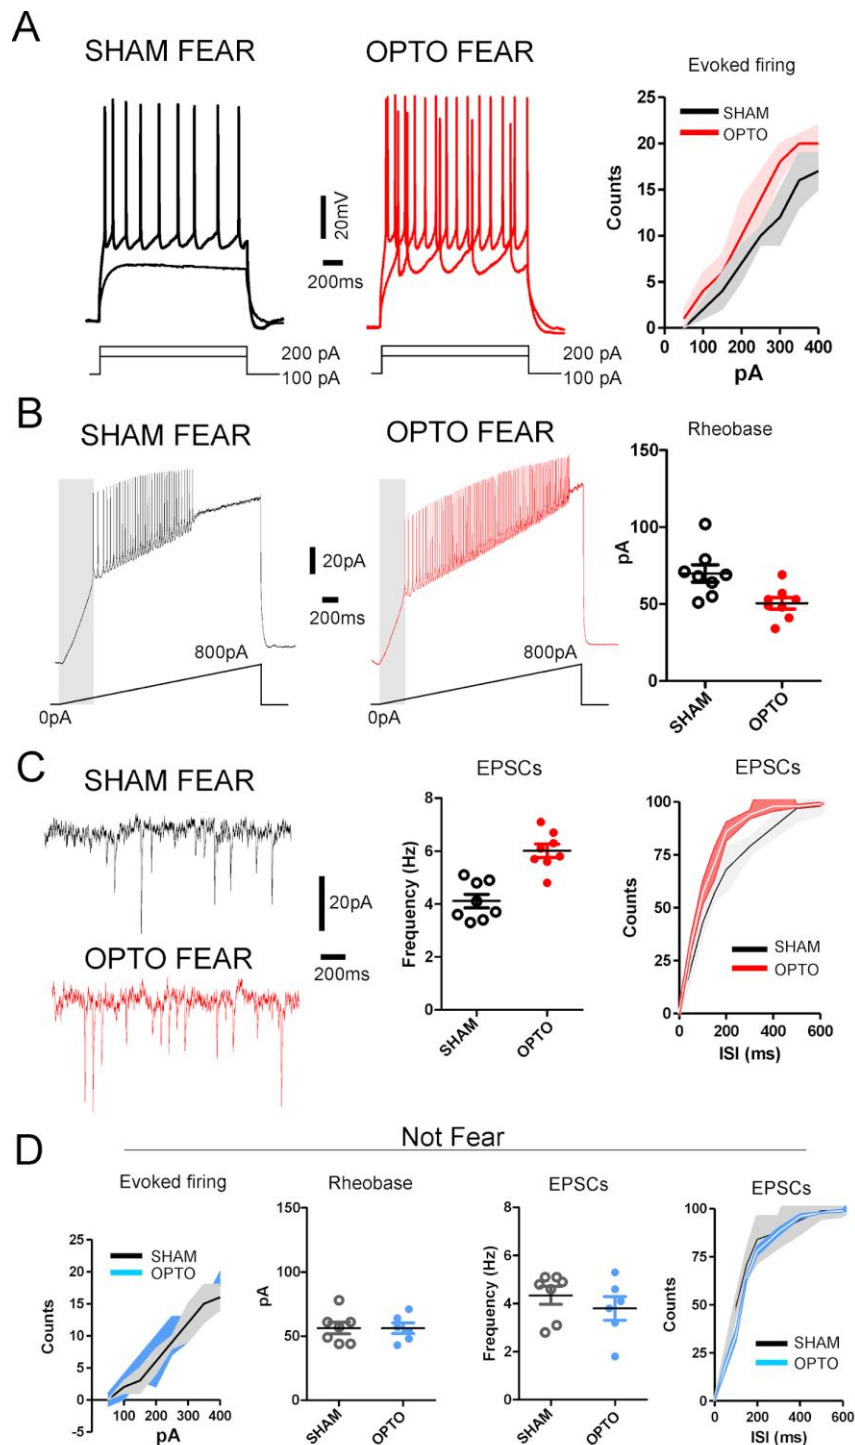 A
SHAM FEAR
OPTO FEAR
Evoked firing
SHAM
OPTO
25
20
15
10
5
0
Counts
0 100 200 300 400
pA
20mV
200ms
200 pA
100 pA
200 pA
100 pA
B
SHAM FEAR
OPTO FEAR
Rheobase
150
100
50
0
pA
SHAM
OPTO
20pA
200ms
800pA
0pA
800pA
0pA
C
SHAM FEAR
OPTO FEAR
20pA
200ms
EPSCs
8
6
4
2
0
Frequency (Hz)
SHAM
OPTO
EPSCs
100
75
50
25
0
Counts
SHAM
OPTO
0 200 400 600
ISI (ms)
D
Not Fear
Evoked firing
25
20
15
10
5
0
-5
Counts
SHAM
OPTO
100 200 300 400
pA
Rheobase
150
100
50
0
pA
SHAM
OPTO
EPSCs
8
6
4
2
0
Frequency (Hz)
SHAM
OPTO
EPSCs
100
75
50
25
0
Counts
SHAM
OPTO
0 200 400 600
ISI (ms)